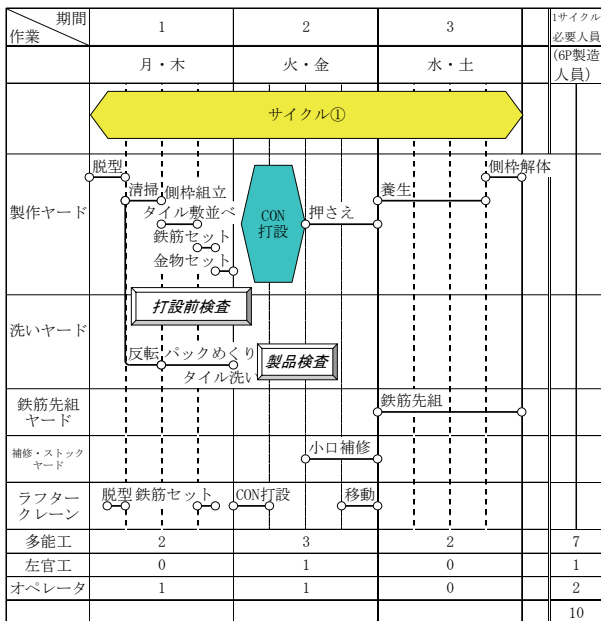 期間
作業
1
2
3
1サイクル
必要人員
月・木
火・金
水・土
(6P製造
人員)
サイクル①
製作ヤード
脱型
清掃
側枠組立
タイル敷並べ
鉄筋セット
金物セット
CON
打設
押さえ
養生
側枠解体
打設前検査
洗いヤード
反転
パックめくり
タイル洗い
製品検査
鉄筋先組
ヤード
鉄筋先組
補修・ストック
ヤード
小口補修
ラフター
クレーン
脱型
鉄筋セット
CON打設
移動
多能工
2
3
2
7
左官工
0
1
0
1
オペレータ
1
1
0
2
10